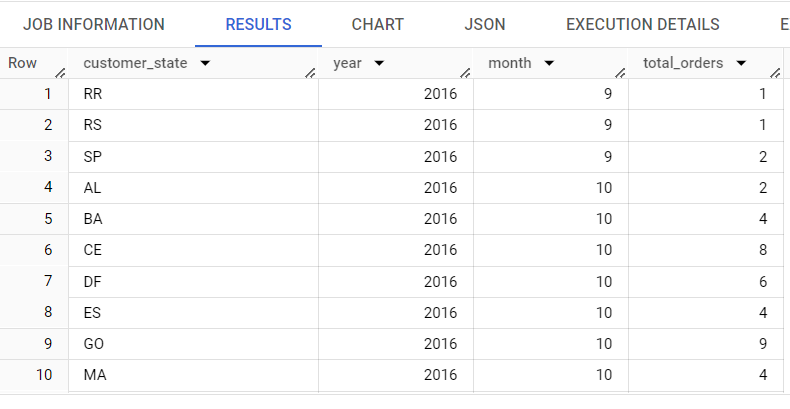 JOB INFORMATION RESULTS CHART JSON EXECUTION DETAILS E
Row customer_state year month total_orders
1 RR 2016 9 1
2 RS 2016 9 1
3 SP 2016 9 2
4 AL 2016 10 2
5 BA 2016 10 4
6 CE 2016 10 8
7 DF 2016 10 6
8 ES 2016 10 4
9 GO 2016 10 9
10 MA 2016 10 4